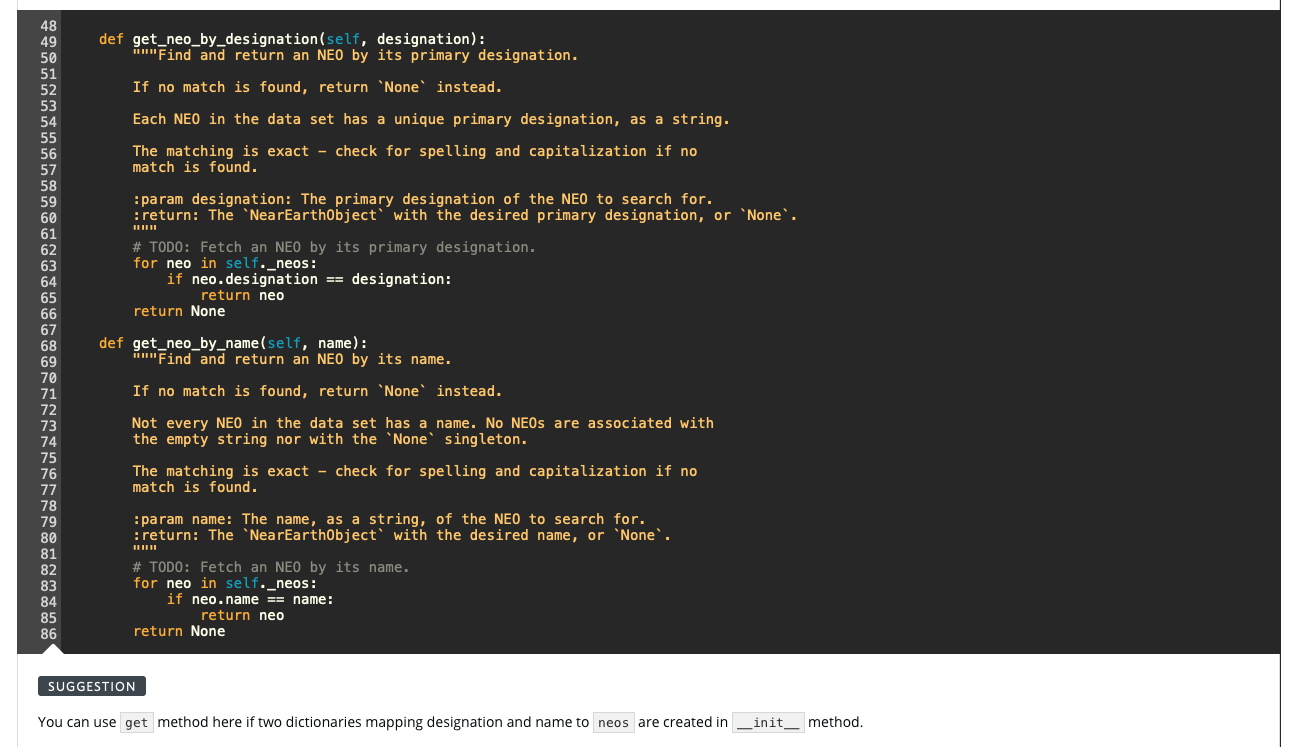 48
49 def get_neo_by_designation(self, designation):
50 """Find and return an NEO by its primary designation.
51
52 If no match is found, return `None` instead.
53
54 Each NEO in the data set has a unique primary designation, as a string.
55
56 The matching is exact - check for spelling and capitalization if no
57 match is found.
58
59 :param designation: The primary designation of the NEO to search for.
60 :return: The `NearEarthObject` with the desired primary designation, or `None`.
61 """
62 # TODO: Fetch an NEO by its primary designation.
63 for neo in self._neos:
64 if neo.designation == designation:
65 return neo
66 return None
67
68 def get_neo_by_name(self, name):
69 """Find and return an NEO by its name.
70
71 If no match is found, return `None` instead.
72
73 Not every NEO in the data set has a name. No NEOs are associated with
74 the empty string nor with the `None` singleton.
75
76 The matching is exact - check for spelling and capitalization if no
77 match is found.
78
79 :param name: The name, as a string, of the NEO to search for.
80 :return: The `NearEarthObject` with the desired name, or `None`.
81 """
82 # TODO: Fetch an NEO by its name.
83 for neo in self._neos:
84 if neo.name == name:
85 return neo
86 return None
SUGGESTION
You can use get method here if two dictionaries mapping designation and name to neos are created in __init__ method.